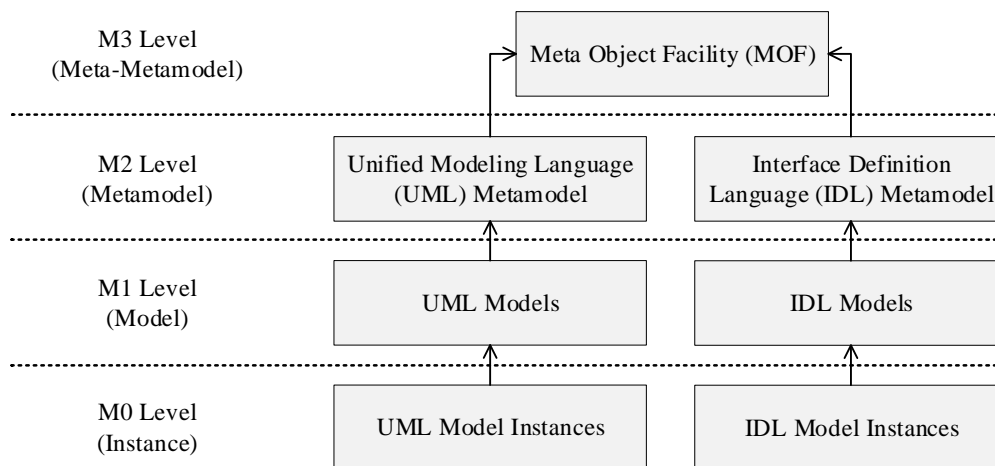 M3 Level
(Meta-Metamodel)
Meta Object Facility (MOF)
M2 Level
(Metamodel)
Unified Modeling Language
(UML) Metamodel
Interface Definition
Language (IDL) Metamodel
M1 Level
(Model)
UML Models
IDL Models
M0 Level
(Instance)
UML Model Instances
IDL Model Instances